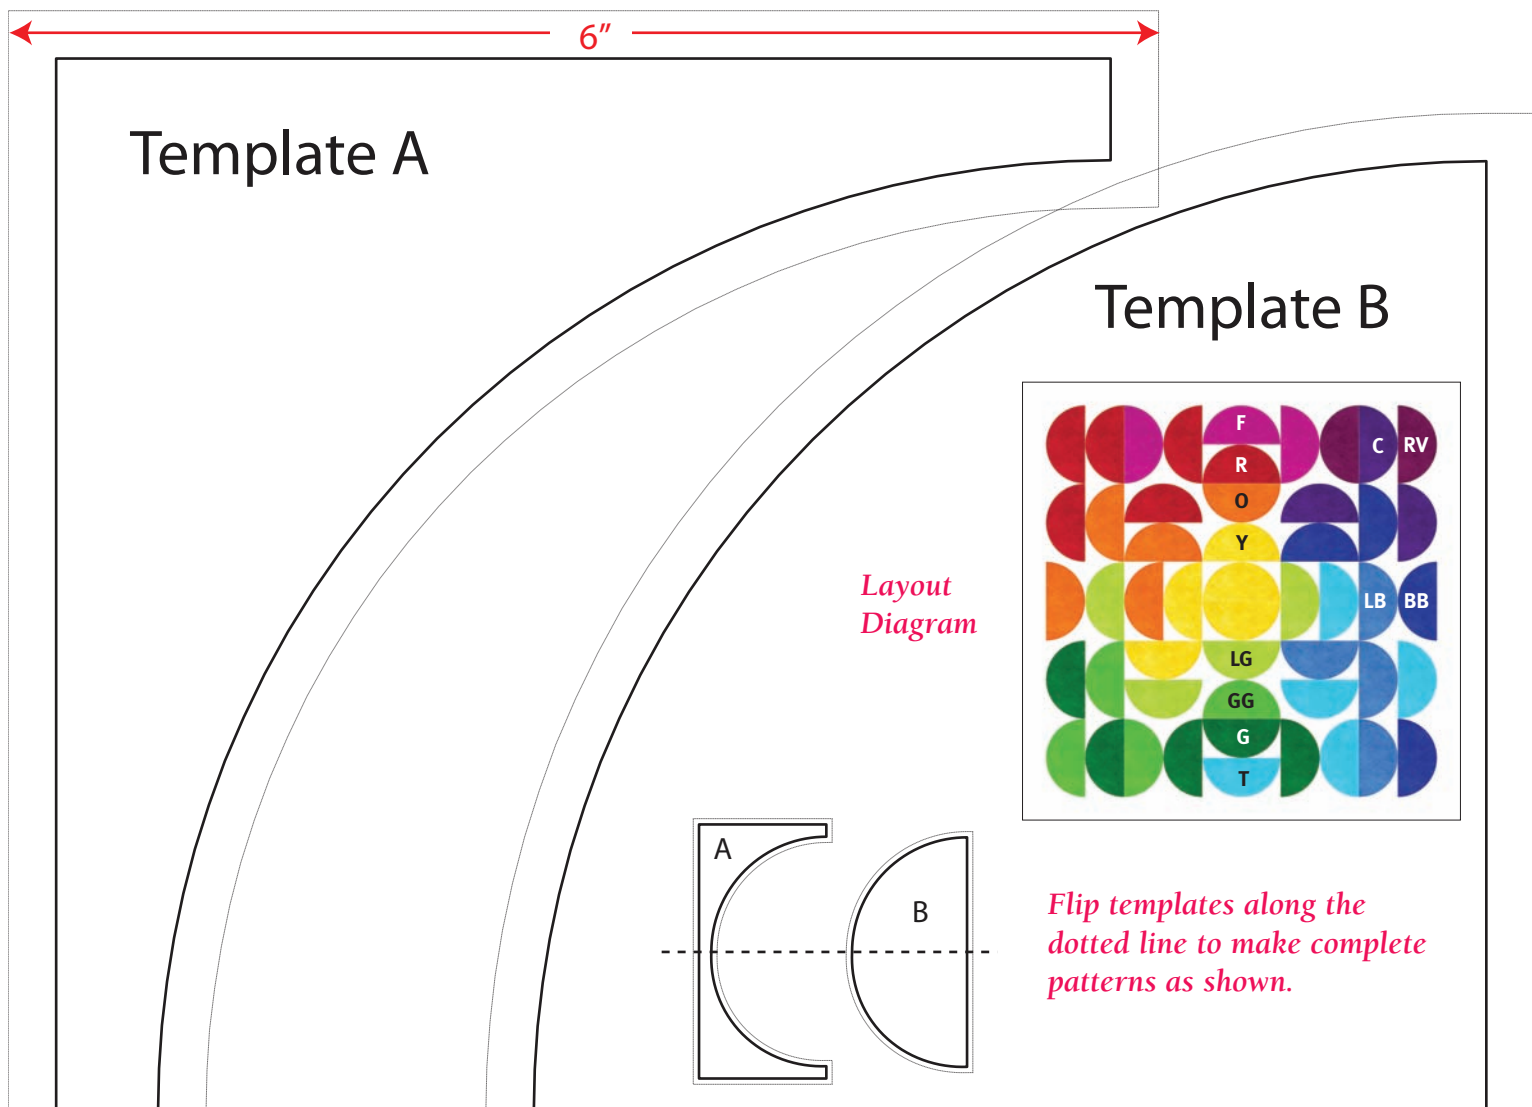 6″
Template A
Template B
F
R
C
RV
O
Y
Layout
Diagram
LB
BB
LG
GG
G
T
A
B
Flip templates along the
dotted line to make complete
patterns as shown.